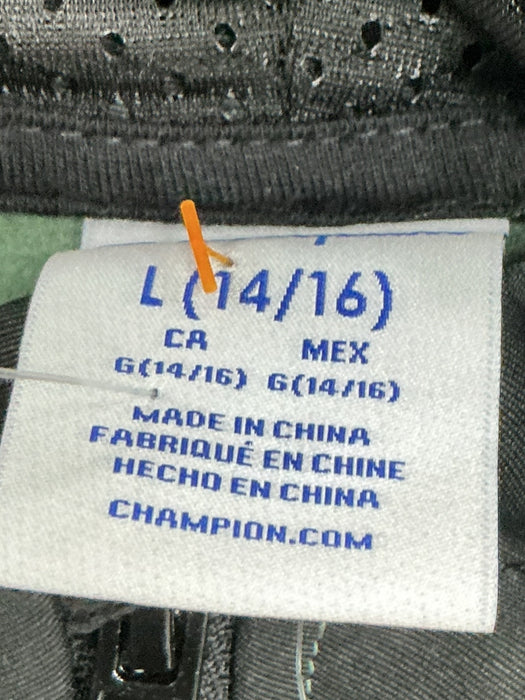 L (14/16)
CA MEX
G(14/16) G(14/16)
MADE IN CHINA
FABRIQUÉ EN CHINE
HECHO EN CHINA
CHAMPION.COM